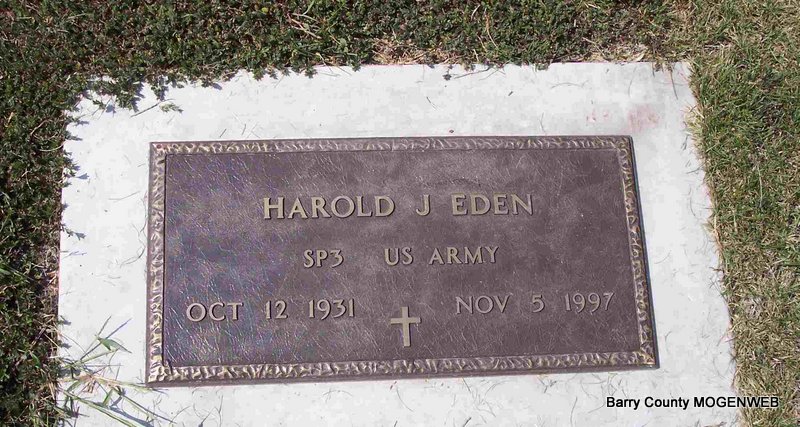 HAROLD J EDEN
SP3 US ARMY
OCT 12 1931 NOV 5 1997
Barry County MOGENWEB